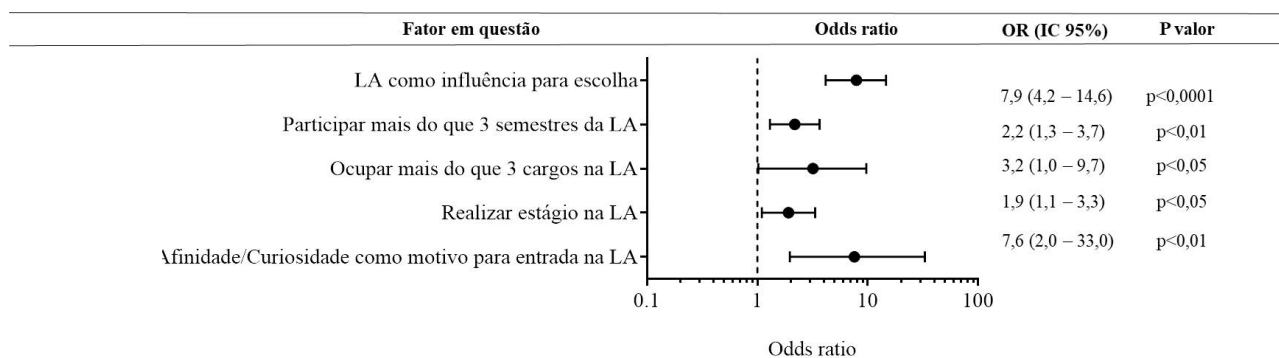 Fator em questão Odds ratio OR (IC 95%) P valor
LA como influência para escolha
7,9 (4,2 – 14,6) p<0,0001
Participar mais do que 3 semestres da LA
2,2 (1,3 – 3,7) p<0,01
Ocupar mais do que 3 cargos na LA
3,2 (1,0 – 9,7) p<0,05
Realizar estágio na LA
1,9 (1,1 – 3,3) p<0,05
Afinidade/Curiosidade como motivo para entrada na LA
7,6 (2,0 – 33,0) p<0,01
0.1 1 10 100
Odds ratio